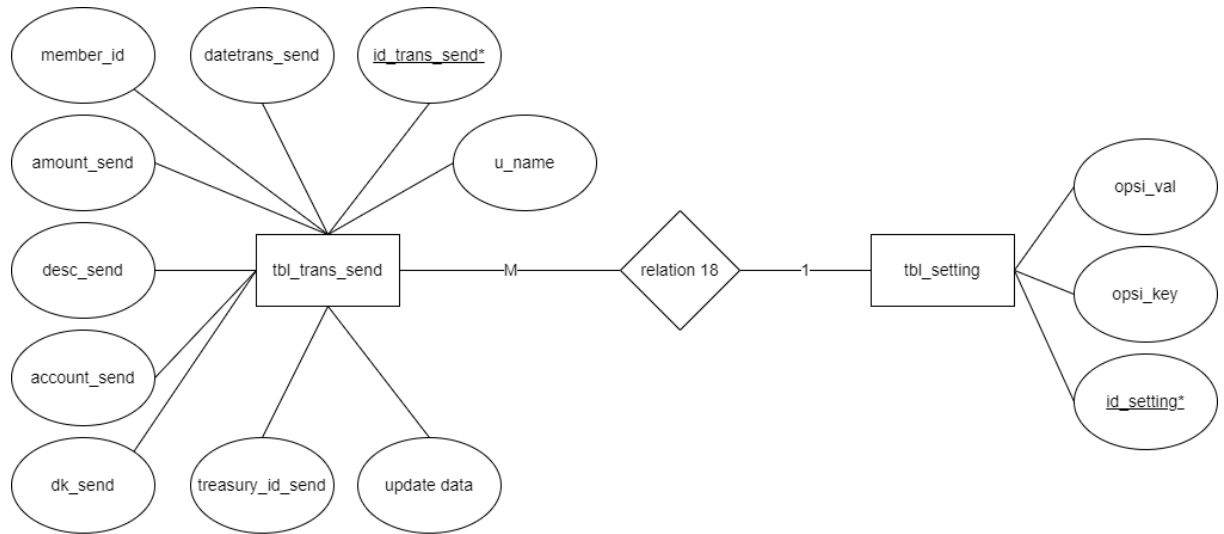 member_id
datetrans_send
id_trans_send*
amount_send
u_name
opsi_val
desc_send
tbl_trans_send
M
relation 18
1
tbl_setting
opsi_key
account_send
id_setting*
dk_send
treasury_id_send
update data